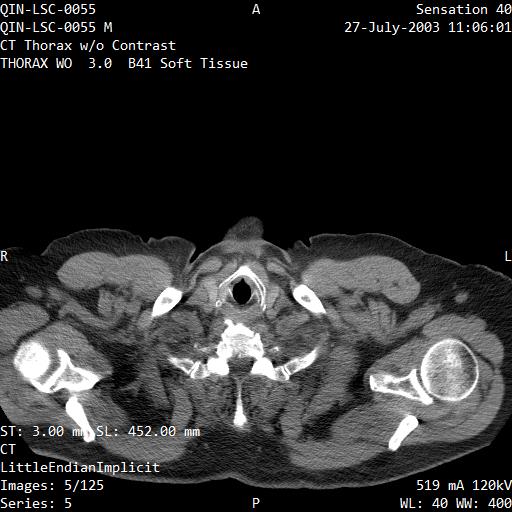 QIN-LSC-0055 A Sensation 40
QIN-LSC-0055 M 27-July-2003 11:06:01
CT Thorax w/o Contrast
THORAX WO 3.0 B41 Soft Tissue
R L
ST: 3.00 mm SL: 452.00 mm
CT
LittleEndianImplicit
Images: 5/125 519 mA 120kV
Series: 5 P WL: 40 WW: 400